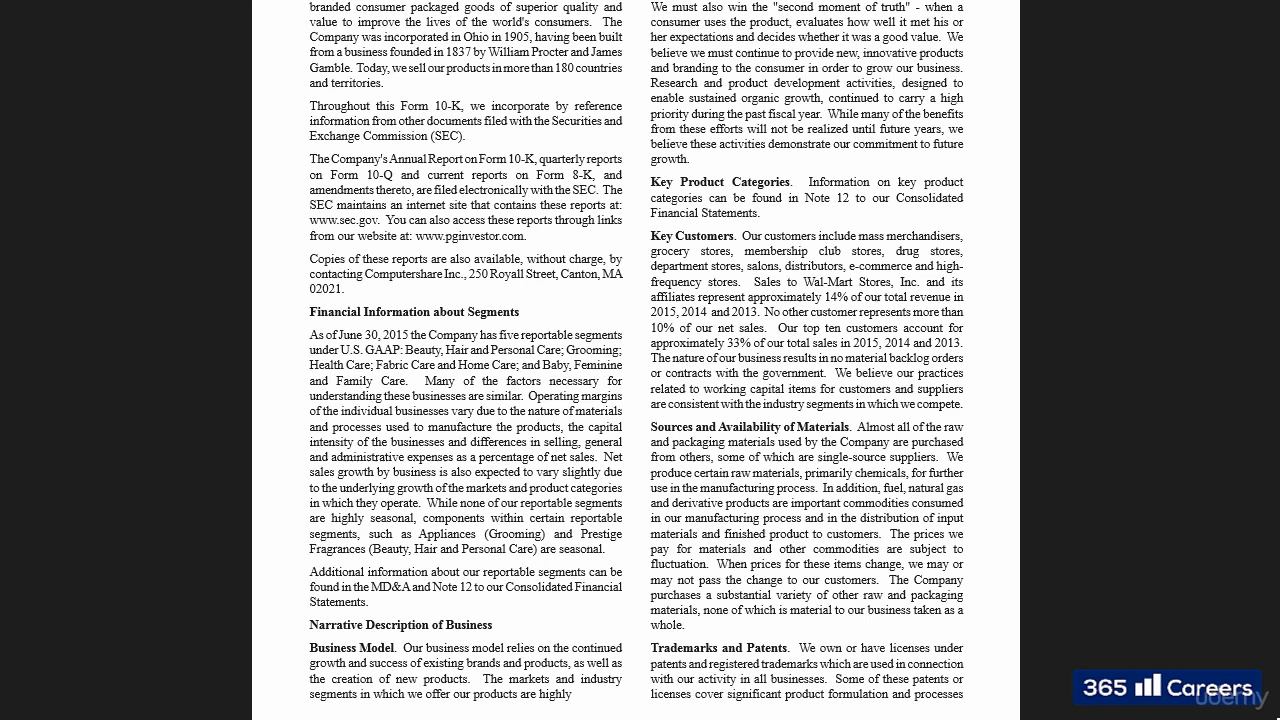 branded consumer packaged goods of superior quality and
value to improve the lives of the world's consumers. The
Company was incorporated in Ohio in 1905, having been built
from a business founded in 1837 by William Procter and James
Gamble. Today, we sell our products in more than 180 countries
and territories.
Throughout this Form 10-K, we incorporate by reference
information from other documents filed with the Securities and
Exchange Commission (SEC).
The Company's Annual Report on Form 10-K, quarterly reports
on Form 10-Q and current reports on Form 8-K, and
amendments thereto, are filed electronically with the SEC. The
SEC maintains an internet site that contains these reports at:
www.sec.gov. You can also access these reports through links
from our website at: www.pginvestor.com.
Copies of these reports are also available, without charge, by
contacting Computershare Inc., 250 Royall Street, Canton, MA
02021.
Financial Information about Segments
As of June 30, 2015 the Company has five reportable segments
under U.S. GAAP: Beauty, Hair and Personal Care; Grooming;
Health Care; Fabric Care and Home Care; and Baby, Feminine
and Family Care. Many of the factors necessary for
understanding these businesses are similar. Operating margins
of the individual businesses vary due to the nature of materials
and processes used to manufacture the products, the capital
intensity of the businesses and differences in selling, general
and administrative expenses as a percentage of net sales. Net
sales growth by business is also expected to vary slightly due
to the underlying growth of the markets and product categories
in which they operate. While none of our reportable segments
are highly seasonal, components within certain reportable
segments, such as Appliances (Grooming) and Prestige
Fragrances (Beauty, Hair and Personal Care) are seasonal.
Additional information about our reportable segments can be
found in the MD&A and Note 12 to our Consolidated Financial
Statements.
Narrative Description of Business
Business Model. Our business model relies on the continued
growth and success of existing brands and products, as well as
the creation of new products. The markets and industry
segments in which we offer our products are highly
We must also win the "second moment of truth" - when a
consumer uses the product, evaluates how well it met his or
her expectations and decides whether it was a good value. We
believe we must continue to provide new, innovative products
and branding to the consumer in order to grow our business.
Research and product development activities, designed to
enable sustained organic growth, continued to carry a high
priority during the past fiscal year. While many of the benefits
from these efforts will not be realized until future years, we
believe these activities demonstrate our commitment to future
growth.
Key Product Categories. Information on key product
categories can be found in Note 12 to our Consolidated
Financial Statements.
Key Customers. Our customers include mass merchandisers,
grocery stores, membership club stores, drug stores,
department stores, salons, distributors, e-commerce and high-
frequency stores. Sales to Wal-Mart Stores, Inc. and its
affiliates represent approximately 14% of our total revenue in
2015, 2014 and 2013. No other customer represents more than
10% of our net sales. Our top ten customers account for
approximately 33% of our total sales in 2015, 2014 and 2013.
The nature of our business results in no material backlog orders
or contracts with the government. We believe our practices
related to working capital items for customers and suppliers
are consistent with the industry segments in which we compete.
Sources and Availability of Materials. Almost all of the raw
and packaging materials used by the Company are purchased
from others, some of which are single-source suppliers. We
produce certain raw materials, primarily chemicals, for further
use in the manufacturing process. In addition, fuel, natural gas
and derivative products are important commodities consumed
in our manufacturing process and in the distribution of input
materials and finished product to customers. The prices we
pay for materials and other commodities are subject to
fluctuation. When prices for these items change, we may or
may not pass the change to our customers. The Company
purchases a substantial variety of other raw and packaging
materials, none of which is material to our business taken as a
whole.
Trademarks and Patents. We own or have licenses under
patents and registered trademarks which are used in connection
with our activity in all businesses. Some of these patents or
licenses cover significant product formulation and processes
365 Careers
udemy